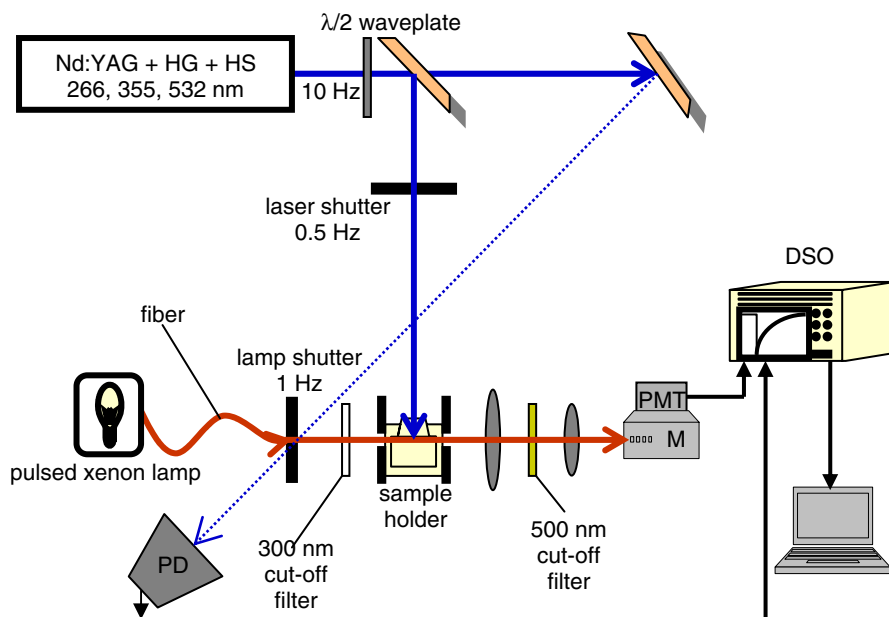 λ/2 waveplate
Nd:YAG + HG + HS
266, 355, 532 nm
10 Hz
laser shutter
0.5 Hz
DSO
fiber
lamp shutter
1 Hz
PMT
M
pulsed xenon lamp
sample
holder
500 nm
cut-off
filter
300 nm
cut-off
filter
PD